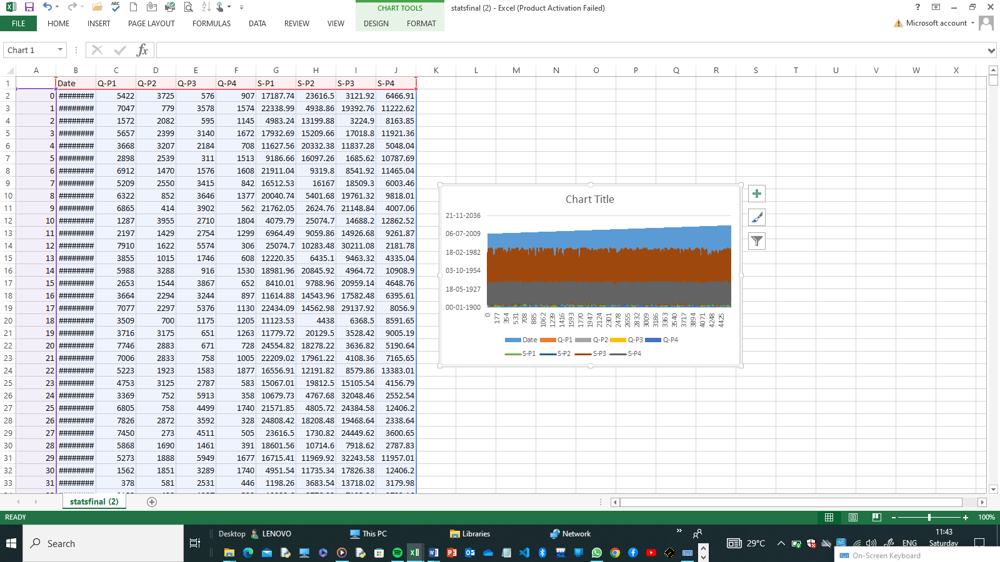 CHART TOOLS
statsfinal (2) - Excel (Product Activation Failed)
FILE HOME INSERT PAGE LAYOUT FORMULAS DATA REVIEW VIEW DESIGN FORMAT Microsoft account
Chart 1 fx
A B C D E F G H I J K L M N O P Q R S T U V W X
1 Date Q-P1 Q-P2 Q-P3 Q-P4 S-P1 S-P2 S-P3 S-P4
2 0 ######## 5422 3725 576 907 17187.74 23616.5 3121.92 6466.91
3 1 ######## 7047 779 3578 1574 22338.99 4938.86 19392.76 11222.62
4 2 ######## 1572 2082 595 1145 4983.24 13199.88 3224.9 8163.85
5 3 ######## 5657 2399 3140 1672 17932.69 15209.66 17018.8 11921.36
6 4 ######## 3668 3207 2184 708 11627.56 20332.38 11837.28 5048.04
7 5 ######## 2898 2539 311 1513 9186.66 16097.26 1685.62 10787.69
8 6 ######## 6912 1470 1576 1608 21911.04 9319.8 8541.92 11465.04
9 7 ######## 5209 2550 3415 842 16512.53 16167 18509.3 6003.46
10 8 ######## 6322 852 3646 1377 20040.74 5401.68 19761.32 9818.01
11 9 ######## 6865 414 3902 562 21762.05 2624.76 21148.84 4007.06
12 10 ######## 1287 3955 2710 1804 4079.79 25074.7 14688.2 12862.52
13 11 ######## 2197 1429 2754 1299 6964.49 9059.86 14926.68 9261.87
14 12 ######## 7910 1622 5574 306 25074.7 10283.48 30211.08 2181.78
15 13 ######## 3855 1015 1746 608 12220.35 6435.1 9463.32 4335.04
16 14 ######## 5988 3288 916 1530 18981.96 20845.92 4964.72 10908.9
17 15 ######## 2653 1544 3867 652 8410.01 9788.96 20959.14 4648.76
18 16 ######## 3664 2294 3244 897 11614.88 14543.96 17582.48 6395.61
19 17 ######## 7077 2297 5376 1130 22434.09 14562.98 29137.92 8056.9
20 18 ######## 3509 700 1175 1205 11123.53 4438 6368.5 8591.65
21 19 ######## 3716 3175 651 1263 11779.72 20129.5 3528.42 9005.19
22 20 ######## 7746 2883 671 728 24554.82 18278.22 3636.82 5190.64
23 21 ######## 7006 2833 758 1005 22209.02 17961.22 4108.36 7165.65
24 22 ######## 5223 1923 1583 1877 16556.91 12191.82 8579.86 13383.01
25 23 ######## 4753 3125 2787 583 15067.01 19812.5 15105.54 4156.79
26 24 ######## 3369 752 5913 358 10679.73 4767.68 32048.46 2552.54
27 25 ######## 6805 758 4499 1740 21571.85 4805.72 24384.58 12406.2
28 26 ######## 7826 2872 3592 328 24808.42 18208.48 19468.64 2338.64
29 27 ######## 7450 273 4511 505 23616.5 1730.82 24449.62 3600.65
30 28 ######## 5868 1690 1461 391 18601.56 10714.6 7918.62 2787.83
31 29 ######## 5273 1888 5949 1677 16715.41 11969.92 32243.58 11957.01
32 30 ######## 1562 1851 3289 1740 4951.54 11735.34 17826.38 12406.2
33 31 ######## 378 581 2531 446 1198.26 3683.54 13718.02 3179.98
Chart Title
21-11-2036
06-07-2009
18-02-1982
03-10-1954
18-05-1927
00-01-1900
0 177 354 531 708 885 1062 1239 1416 1593 1770 1947 2124 2301 2478 2655 2832 3009 3186 3363 3540 3717 3894 4071 4248 4425
Date Q-P1 Q-P2 Q-P3 Q-P4
S-P1 S-P2 S-P3 S-P4
statsfinal (2)
READY 100%
Search
Desktop LENOVO This PC Libraries Network
29°C ENG
11:43
Saturday
On-Screen Keyboard